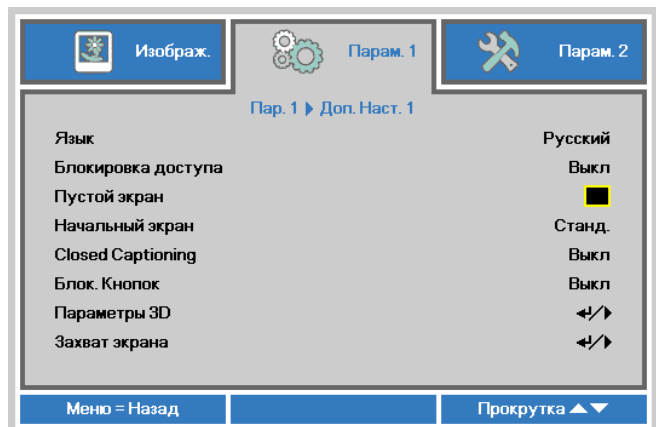 Изображ. Парам. 1 Парам. 2
Пар. 1 Доп. Наст. 1
Язык Русский
Блокировка доступа Выкл
Пустой экран
Начальный экран Станд.
Closed Captioning Выкл
Блок. Кнопок Выкл
Параметры 3D
Захват экрана
Меню = Назад Прокрутка